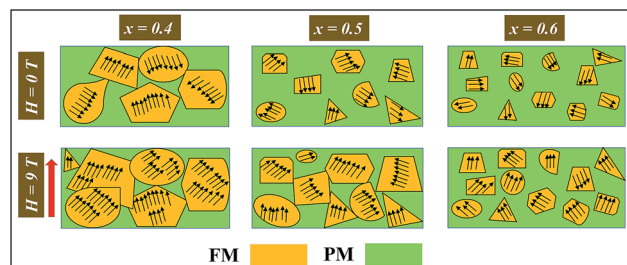 x = 0.4
x = 0.5
x = 0.6
H = 0 T
H = 9 T
FM
PM